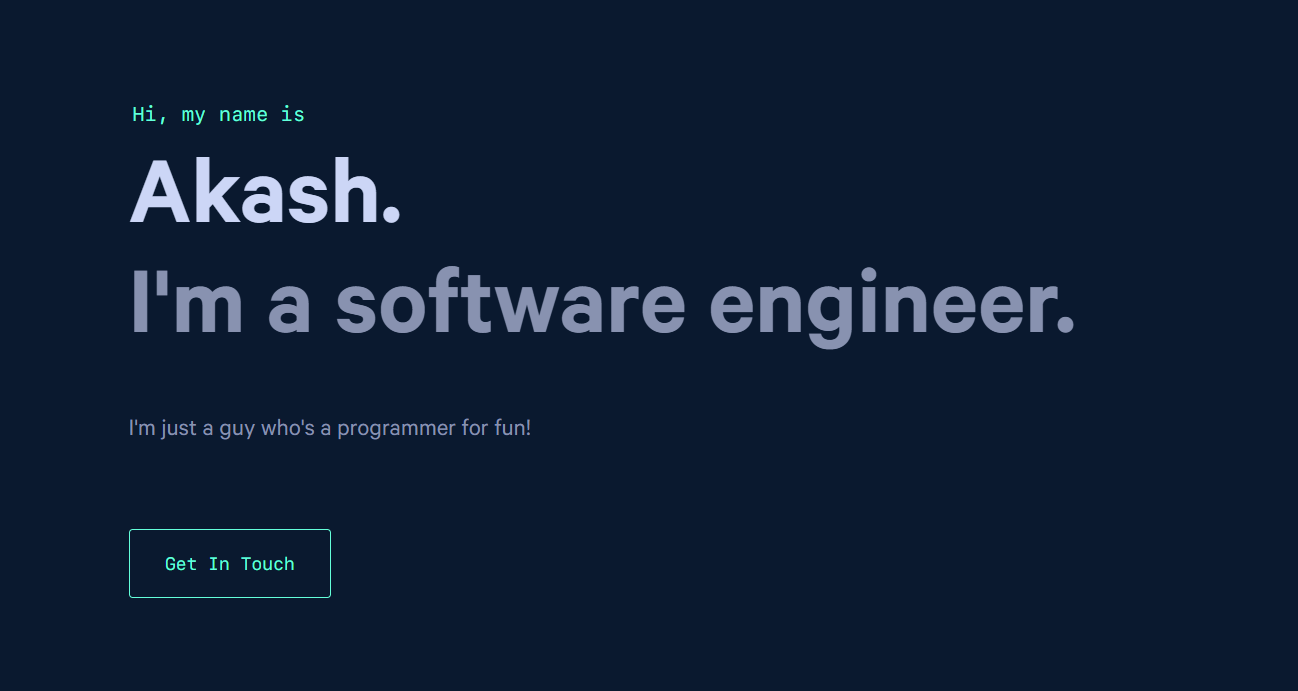 Hi, my name is
Akash.
I'm a software engineer.
I'm just a guy who's a programmer for fun!
Get In Touch